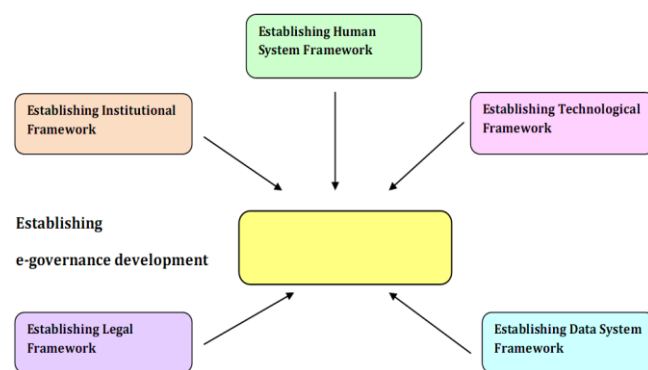 Establishing Human
System Framework
Establishing Institutional
Framework
Establishing Technological
Framework
Establishing
e-governance development
Establishing Legal
Framework
Establishing Data System
Framework